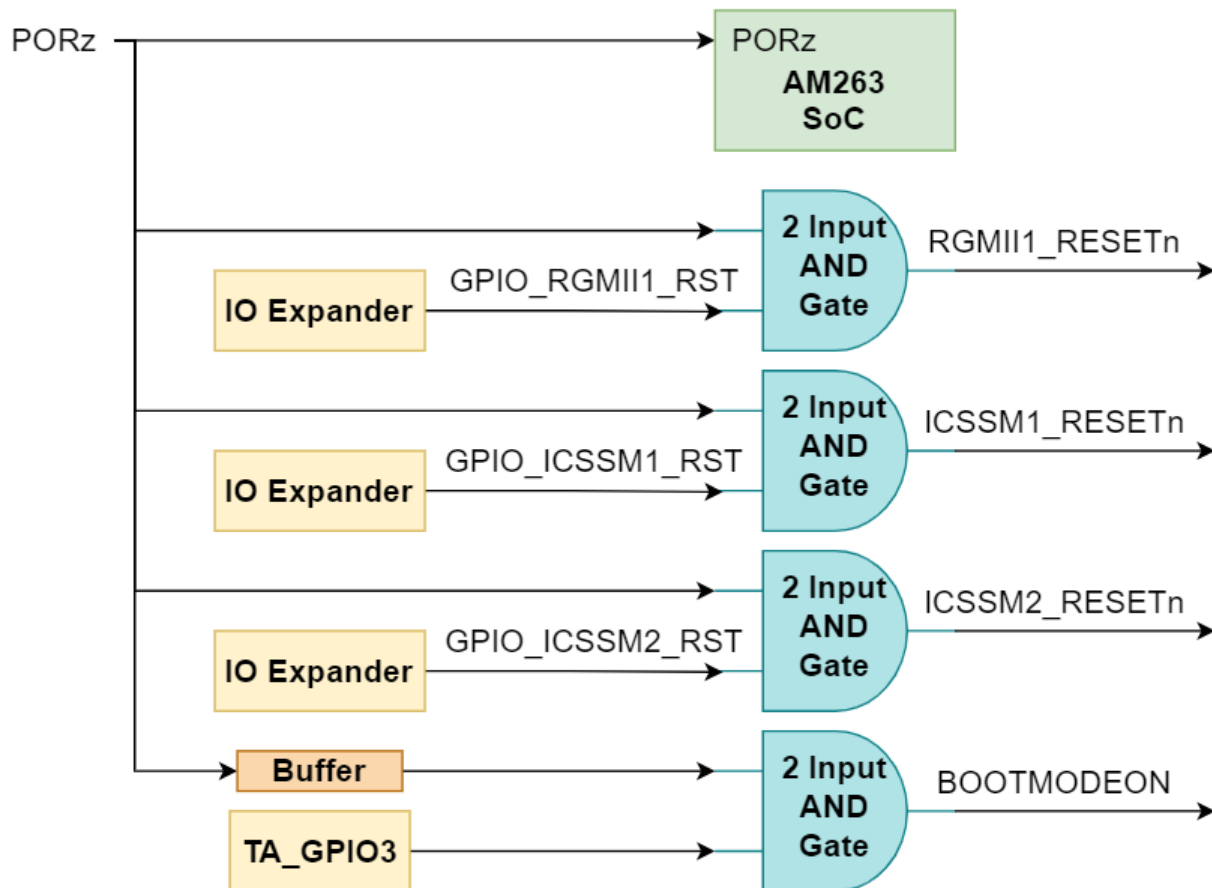 PORz
PORz
AM263
SoC
2 Input
AND
Gate
RGMII1_RESETn
GPIO_RGMII1_RST
IO Expander
2 Input
AND
Gate
ICSSM1_RESETn
GPIO_ICSSM1_RST
IO Expander
2 Input
AND
Gate
ICSSM2_RESETn
GPIO_ICSSM2_RST
IO Expander
Buffer
2 Input
AND
Gate
BOOTMODEON
TA_GPIO3